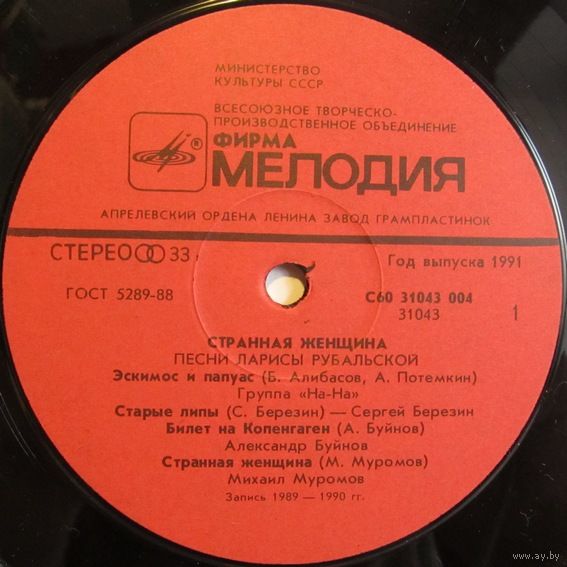 МИНИСТЕРСТВО
КУЛЬТУРЫ СССР
ВСЕСОЮЗНОЕ ТВОРЧЕСКО-
ПРОИЗВОДСТВЕННОЕ ОБЪЕДИНЕНИЕ
® ФИРМА
МЕЛОДИЯ
АПРЕЛЕВСКИЙ ОРДЕНА ЛЕНИНА ЗАВОД ГРАМПЛАСТИНОК
СТЕРЕО 33
Год выпуска 1991
ГОСТ 5289-88
С60 31043 004
31043
1
СТРАННАЯ ЖЕНЩИНА
ПЕСНИ ЛАРИСЫ РУБАЛЬСКОЙ
Эскимос и папуас (Б. Алибасов, А. Потемкин)
Группа «На-На»
Старые липы (С. Березин) — Сергей Березин
Билет на Копенгаген (А. Буйнов)
Александр Буйнов
Странная женщина (М. Муромов)
Михаил Муромов
Запись 1989 — 1990 гг.
www.ay.by